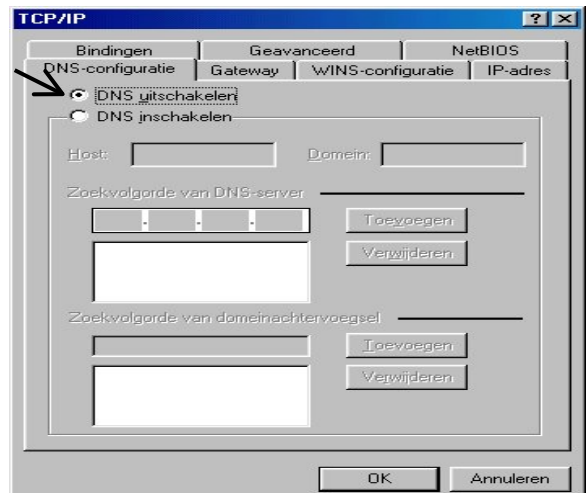 TCP/IP
Bindingen Geavanceerd NetBIOS
DNS-configuratie Gateway WINS-configuratie IP-adres
DNS uitschakelen
DNS inschakelen
Host: Domein:
Zoekvolgorde van DNS-server
Toevoegen
Verwijderen
Zoekvolgorde van domeinachtervoegsel
Toevoegen
Verwijderen
OK Annuleren